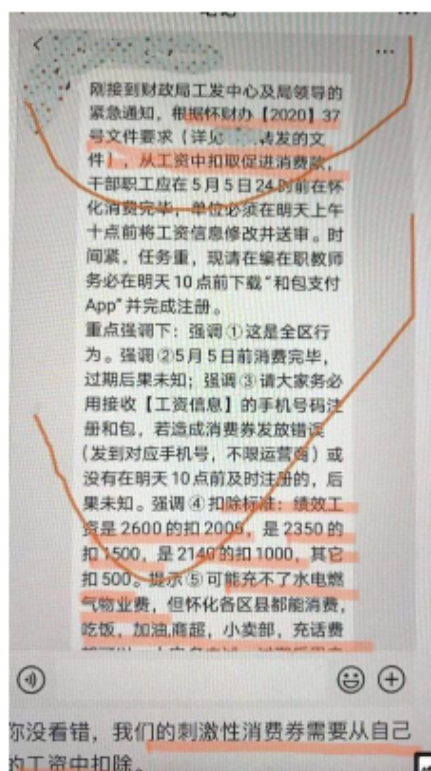 刚接到财政局工发中心及局领导的
紧急通知，根据怀财办【2020】37
号文件要求（详见 转发的文
件），从工资中扣取促进消费款，
干部职工应在5月5日24时前在怀
化消费完毕，单位必须在明天上午
十点前将工资信息修改并送审。时
间紧，任务重，现请在编在职教师
务必在明天10点前下载“和包支付
App”并完成注册。
重点强调下：强调①这是全区行
为。强调②5月5日前消费完毕，
过期后果未知；强调③请大家务必
用接收【工资信息】的手机号码注
册和包，若造成消费券发放错误
（发到对应手机号，不限运营商）或
没有在明天10点前及时注册的，后
果未知。强调④扣除标准：绩效工
资是2600的扣2000，是2350的
扣1500，是2140的扣1000，其它
扣500。提示⑤可能充不了水电燃
气物业费，但怀化各区县都能消费，
吃饭，加油,商超，小卖部，充话费
你没看错，我们的刺激性消费券需要从自己
的工资中扣除。